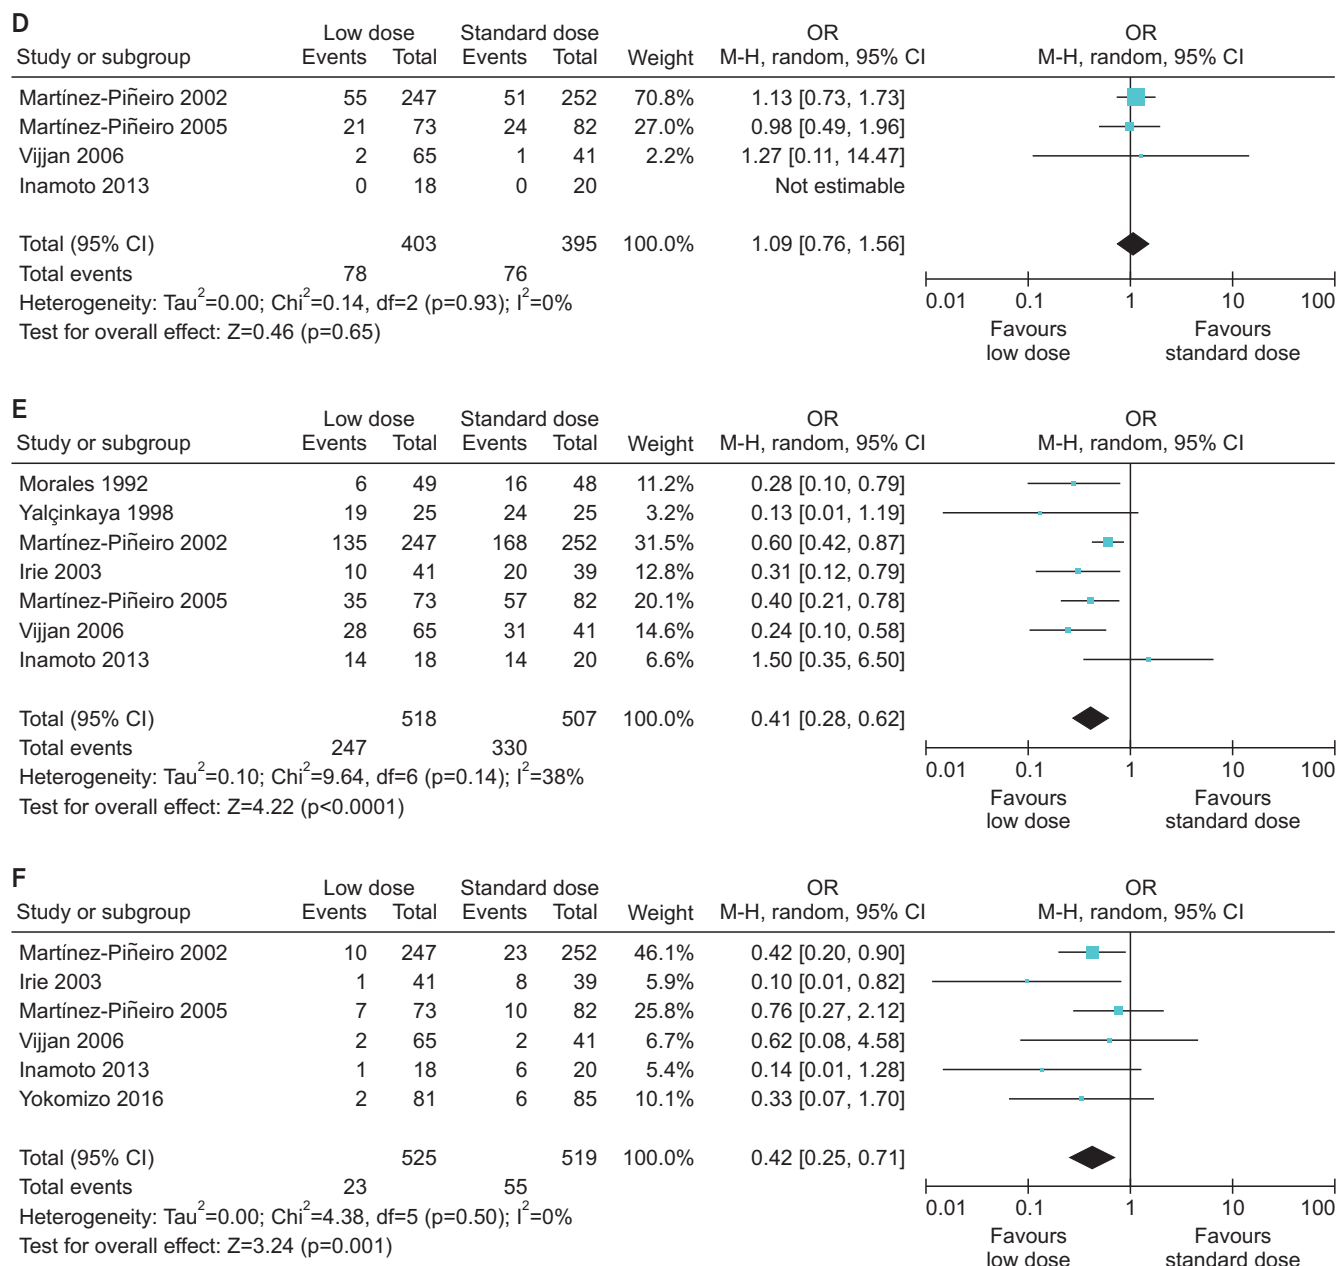 D
Low dose Standard dose OR OR
Study or subgroup Events Total Events Total Weight M-H, random, 95% CI M-H, random, 95% CI
Martínez-Piñeiro 2002 55 247 51 252 70.8% 1.13 [0.73, 1.73]
Martínez-Piñeiro 2005 21 73 24 82 27.0% 0.98 [0.49, 1.96]
Vijjan 2006 2 65 1 41 2.2% 1.27 [0.11, 14.47]
Inamoto 2013 0 18 0 20 Not estimable
Total (95% CI) 403 395 100.0% 1.09 [0.76, 1.56]
Total events 78 76
Heterogeneity: Tau²=0.00; Chi²=0.14, df=2 (p=0.93); I²=0%
Test for overall effect: Z=0.46 (p=0.65)
0.01 0.1 1 10 100
Favours Favours
low dose standard dose
E
Low dose Standard dose OR OR
Study or subgroup Events Total Events Total Weight M-H, random, 95% CI M-H, random, 95% CI
Morales 1992 6 49 16 48 11.2% 0.28 [0.10, 0.79]
Yalçinkaya 1998 19 25 24 25 3.2% 0.13 [0.01, 1.19]
Martínez-Piñeiro 2002 135 247 168 252 31.5% 0.60 [0.42, 0.87]
Irie 2003 10 41 20 39 12.8% 0.31 [0.12, 0.79]
Martínez-Piñeiro 2005 35 73 57 82 20.1% 0.40 [0.21, 0.78]
Vijjan 2006 28 65 31 41 14.6% 0.24 [0.10, 0.58]
Inamoto 2013 14 18 14 20 6.6% 1.50 [0.35, 6.50]
Total (95% CI) 518 507 100.0% 0.41 [0.28, 0.62]
Total events 247 330
Heterogeneity: Tau²=0.10; Chi²=9.64, df=6 (p=0.14); I²=38%
Test for overall effect: Z=4.22 (p<0.0001)
0.01 0.1 1 10 100
Favours Favours
low dose standard dose
F
Low dose Standard dose OR OR
Study or subgroup Events Total Events Total Weight M-H, random, 95% CI M-H, random, 95% CI
Martínez-Piñeiro 2002 10 247 23 252 46.1% 0.42 [0.20, 0.90]
Irie 2003 1 41 8 39 5.9% 0.10 [0.01, 0.82]
Martínez-Piñeiro 2005 7 73 10 82 25.8% 0.76 [0.27, 2.12]
Vijjan 2006 2 65 2 41 6.7% 0.62 [0.08, 4.58]
Inamoto 2013 1 18 6 20 5.4% 0.14 [0.01, 1.28]
Yokomizo 2016 2 81 6 85 10.1% 0.33 [0.07, 1.70]
Total (95% CI) 525 519 100.0% 0.42 [0.25, 0.71]
Total events 23 55
Heterogeneity: Tau²=0.00; Chi²=4.38, df=5 (p=0.50); I²=0%
Test for overall effect: Z=3.24 (p=0.001)
0.01 0.1 1 10 100
Favours Favours
low dose standard dose